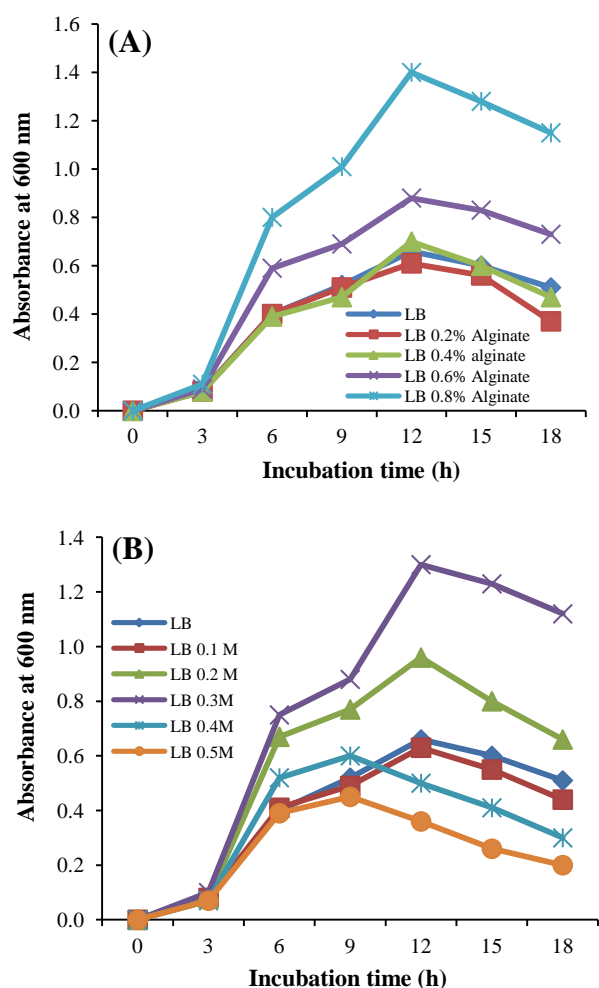 (A)
Absorbance at 600 nm
1.6
1.4
1.2
1.0
0.8
0.6
0.4
0.2
0.0
LB
LB 0.2% Alginate
LB 0.4% alginate
LB 0.6% Alginate
LB 0.8% Alginate
0 3 6 9 12 15 18
Incubation time (h)
(B)
Absorbance at 600 nm
1.4
1.2
1.0
0.8
0.6
0.4
0.2
0.0
LB
LB 0.1 M
LB 0.2 M
LB 0.3M
LB 0.4M
LB 0.5M
0 3 6 9 12 15 18
Incubation time (h)